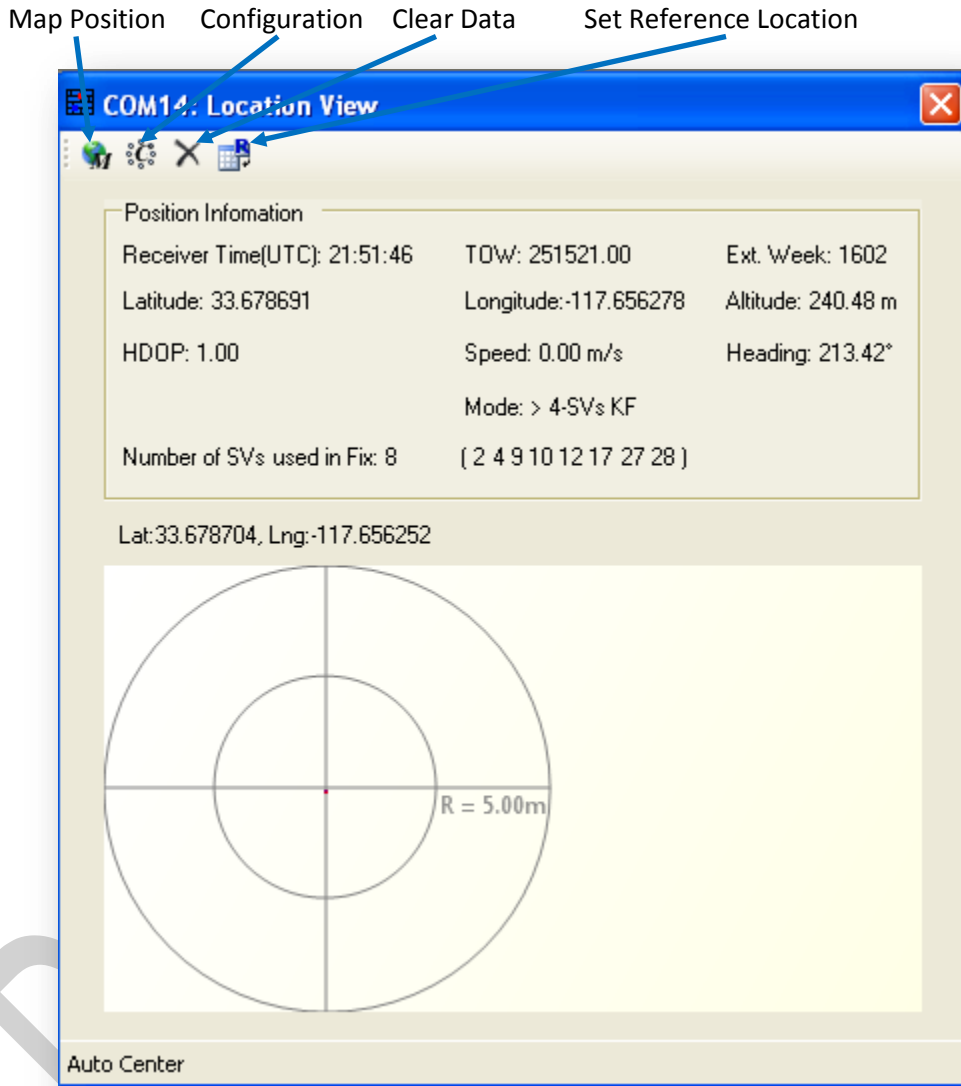 Map Position Configuration Clear Data Set Reference Location
COM14: Location View
M C R
Position Infomation
Receiver Time(UTC): 21:51:46 TOW: 251521.00 Ext. Week: 1602
Latitude: 33.678691 Longitude:-117.656278 Altitude: 240.48 m
HDOP: 1.00 Speed: 0.00 m/s Heading: 213.42°
Mode: > 4-SVs KF
Number of SVs used in Fix: 8 ( 2 4 9 10 12 17 27 28 )
Lat:33.678704, Lng:-117.656252
R = 5.00m
Auto Center